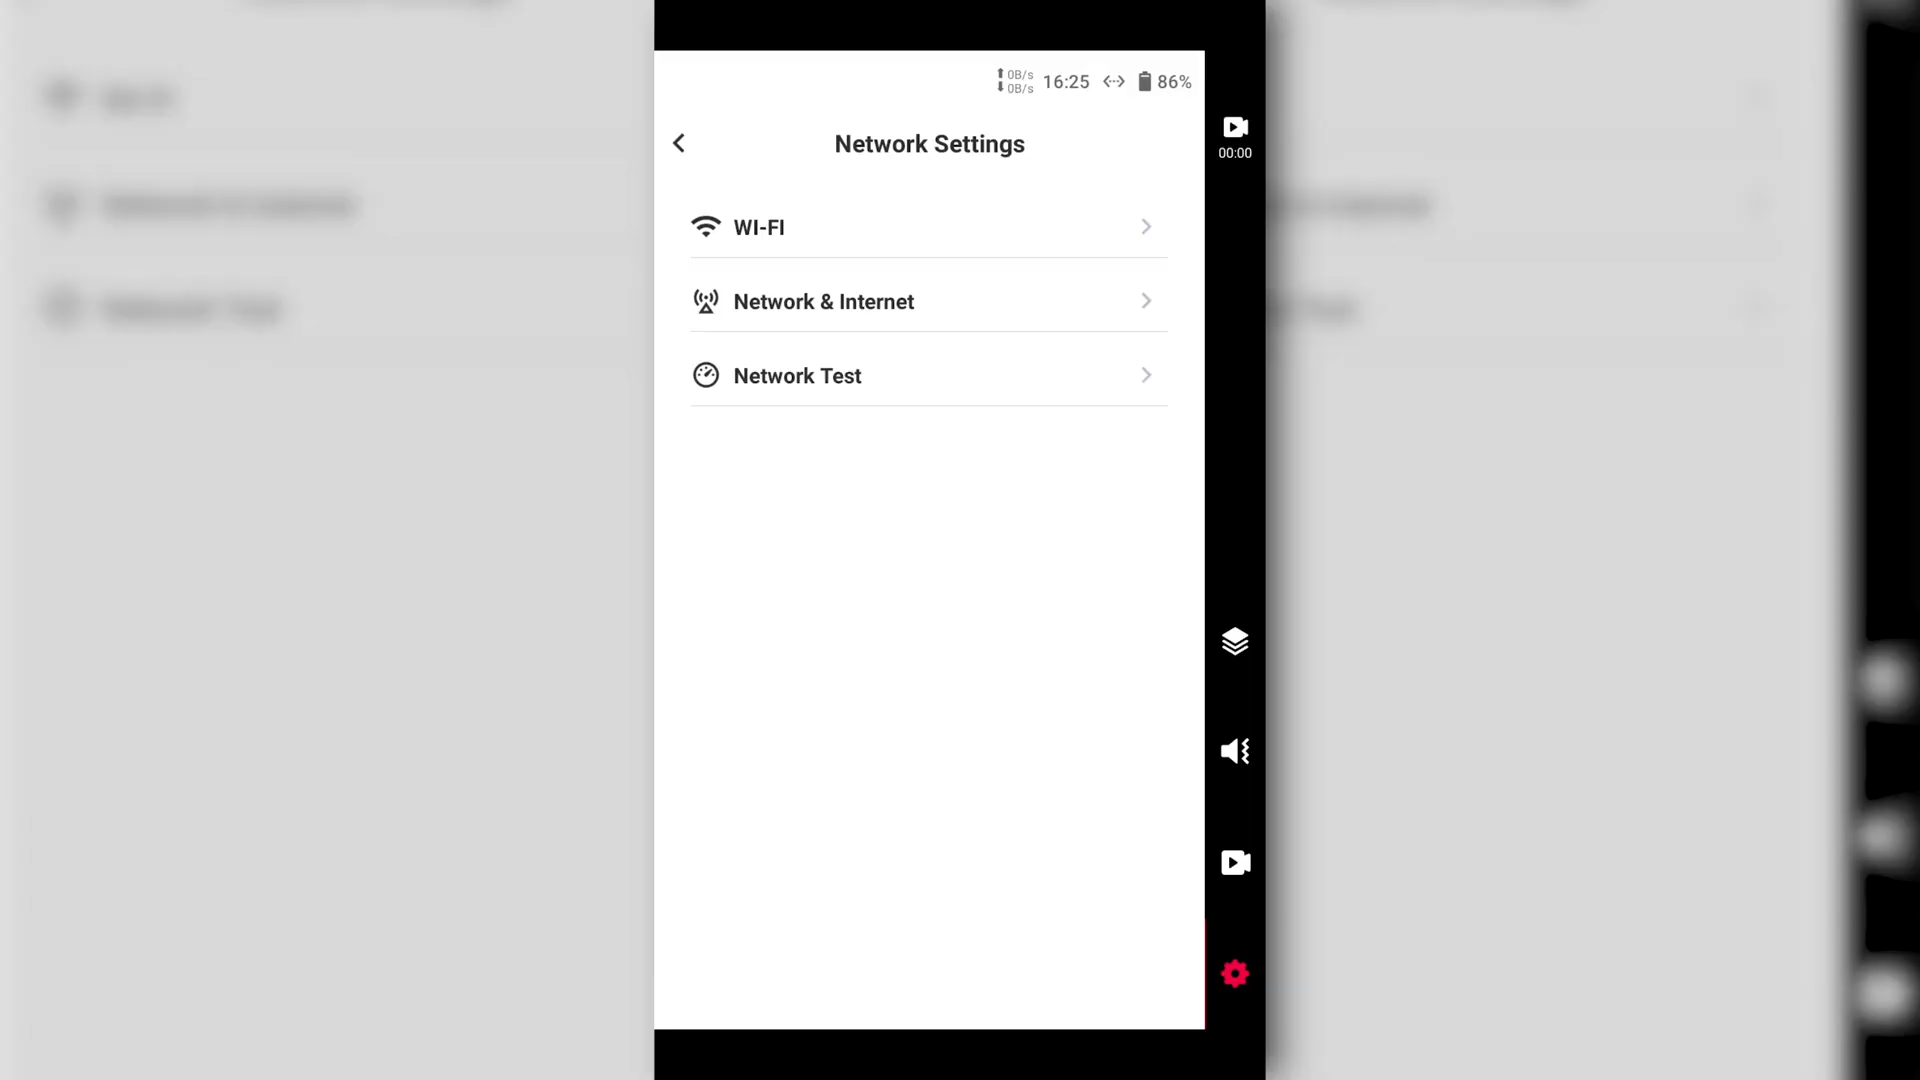 0B/s
0B/s
16:25
86%
Network Settings
00:00
WI-FI
Network & Internet
Network Test